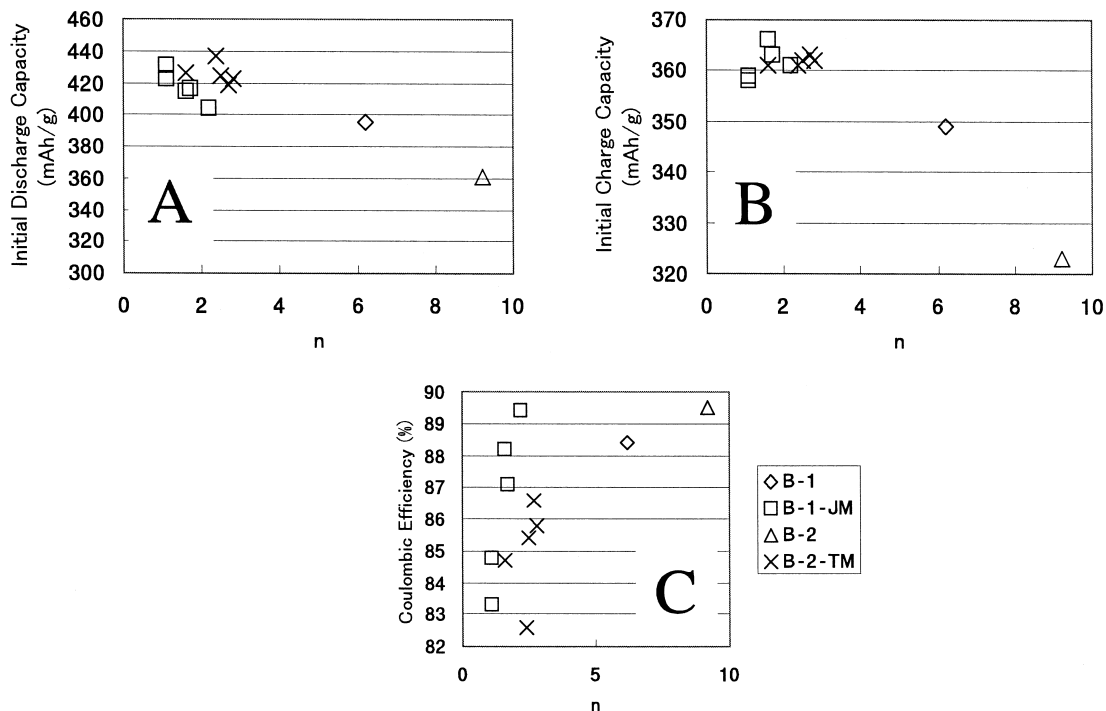 Initial Discharge Capacity
(mAh/g)
460
440
420
400
380
360
340
320
300
A
0 2 4 6 8 10
n
Initial Charge Capacity
(mAh/g)
370
360
350
340
330
320
B
0 2 4 6 8 10
n
Coulombic Efficiency (%)
90
89
88
87
86
85
84
83
82
C
0 5 10
n
B-1
B-1-JM
B-2
B-2-TM